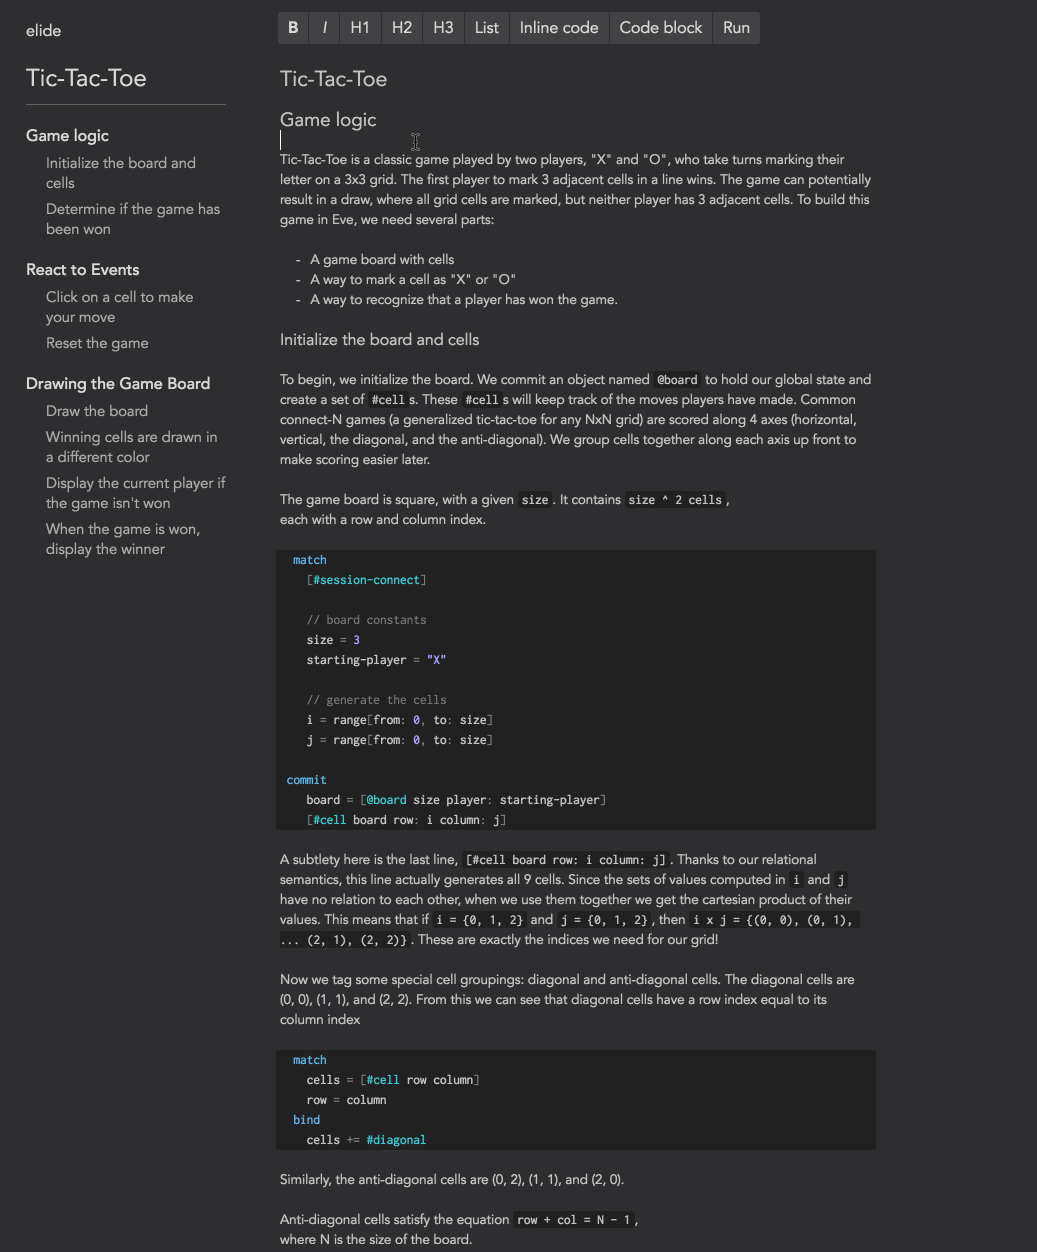 elide
B I H1 H2 H3 List Inline code Code block Run
Tic-Tac-Toe
Game logic
Initialize the board and
cells
Determine if the game has
been won
React to Events
Click on a cell to make
your move
Reset the game
Drawing the Game Board
Draw the board
Winning cells are drawn in
a different color
Display the current player if
the game isn't won
When the game is won,
display the winner
Tic-Tac-Toe
Game logic
Tic-Tac-Toe is a classic game played by two players, "X" and "O", who take turns marking their
letter on a 3x3 grid. The first player to mark 3 adjacent cells in a line wins. The game can potentially
result in a draw, where all grid cells are marked, but neither player has 3 adjacent cells. To build this
game in Eve, we need several parts:
- A game board with cells
- A way to mark a cell as "X" or "O"
- A way to recognize that a player has won the game.
Initialize the board and cells
To begin, we initialize the board. We commit an object named @board to hold our global state and
create a set of #cell s. These #cell s will keep track of the moves players have made. Common
connect-N games (a generalized tic-tac-toe for any NxN grid) are scored along 4 axes (horizontal,
vertical, the diagonal, and the anti-diagonal). We group cells together along each axis up front to
make scoring easier later.
The game board is square, with a given size . It contains size ^ 2 cells ,
each with a row and column index.
match
[#session-connect]
// board constants
size = 3
starting-player = "X"
// generate the cells
i = range[from: 0, to: size]
j = range[from: 0, to: size]
commit
board = [@board size player: starting-player]
[#cell board row: i column: j]
A subtlety here is the last line, [#cell board row: i column: j] . Thanks to our relational
semantics, this line actually generates all 9 cells. Since the sets of values computed in i and j
have no relation to each other, when we use them together we get the cartesian product of their
values. This means that if i = {0, 1, 2} and j = {0, 1, 2} , then i x j = {(0, 0), (0, 1),
... (2, 1), (2, 2)} . These are exactly the indices we need for our grid!
Now we tag some special cell groupings: diagonal and anti-diagonal cells. The diagonal cells are
(0, 0), (1, 1), and (2, 2). From this we can see that diagonal cells have a row index equal to its
column index
match
cells = [#cell row column]
row = column
bind
cells += #diagonal
Similarly, the anti-diagonal cells are (0, 2), (1, 1), and (2, 0).
Anti-diagonal cells satisfy the equation row + col = N - 1 ,
where N is the size of the board.